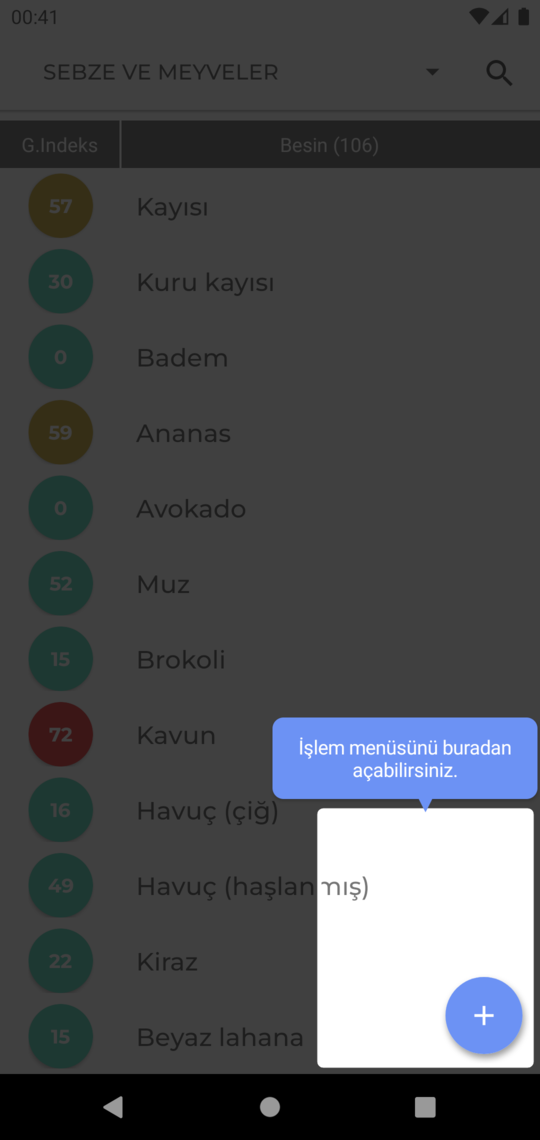 00:41
SEBZE VE MEYVELER
G.Indeks Besin (106)
57 Kayısı
30 Kuru kayısı
0 Badem
59 Ananas
0 Avokado
52 Muz
15 Brokoli
72 Kavun
İşlem menüsünü buradan
açabilirsiniz.
16 Havuç (çiğ)
49 Havuç (haşlanmış)
22 Kiraz
15 Beyaz lahana
+